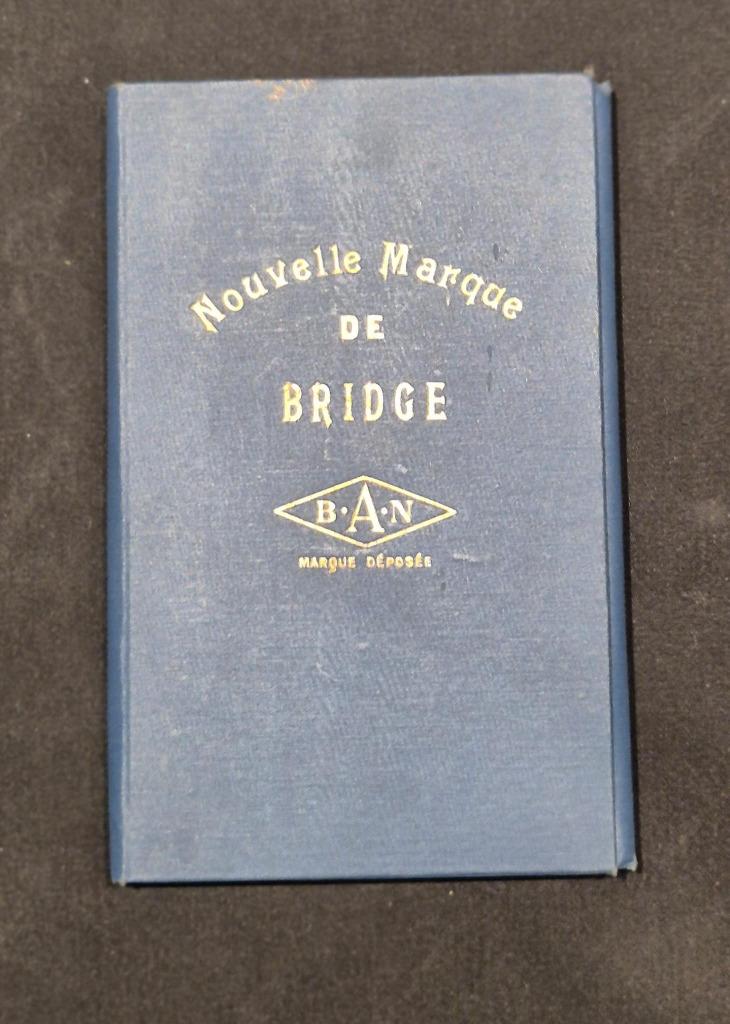 Nouvelle Marque
DE
BRIDGE
B·A·N
MARQUE DÉPOSÉE